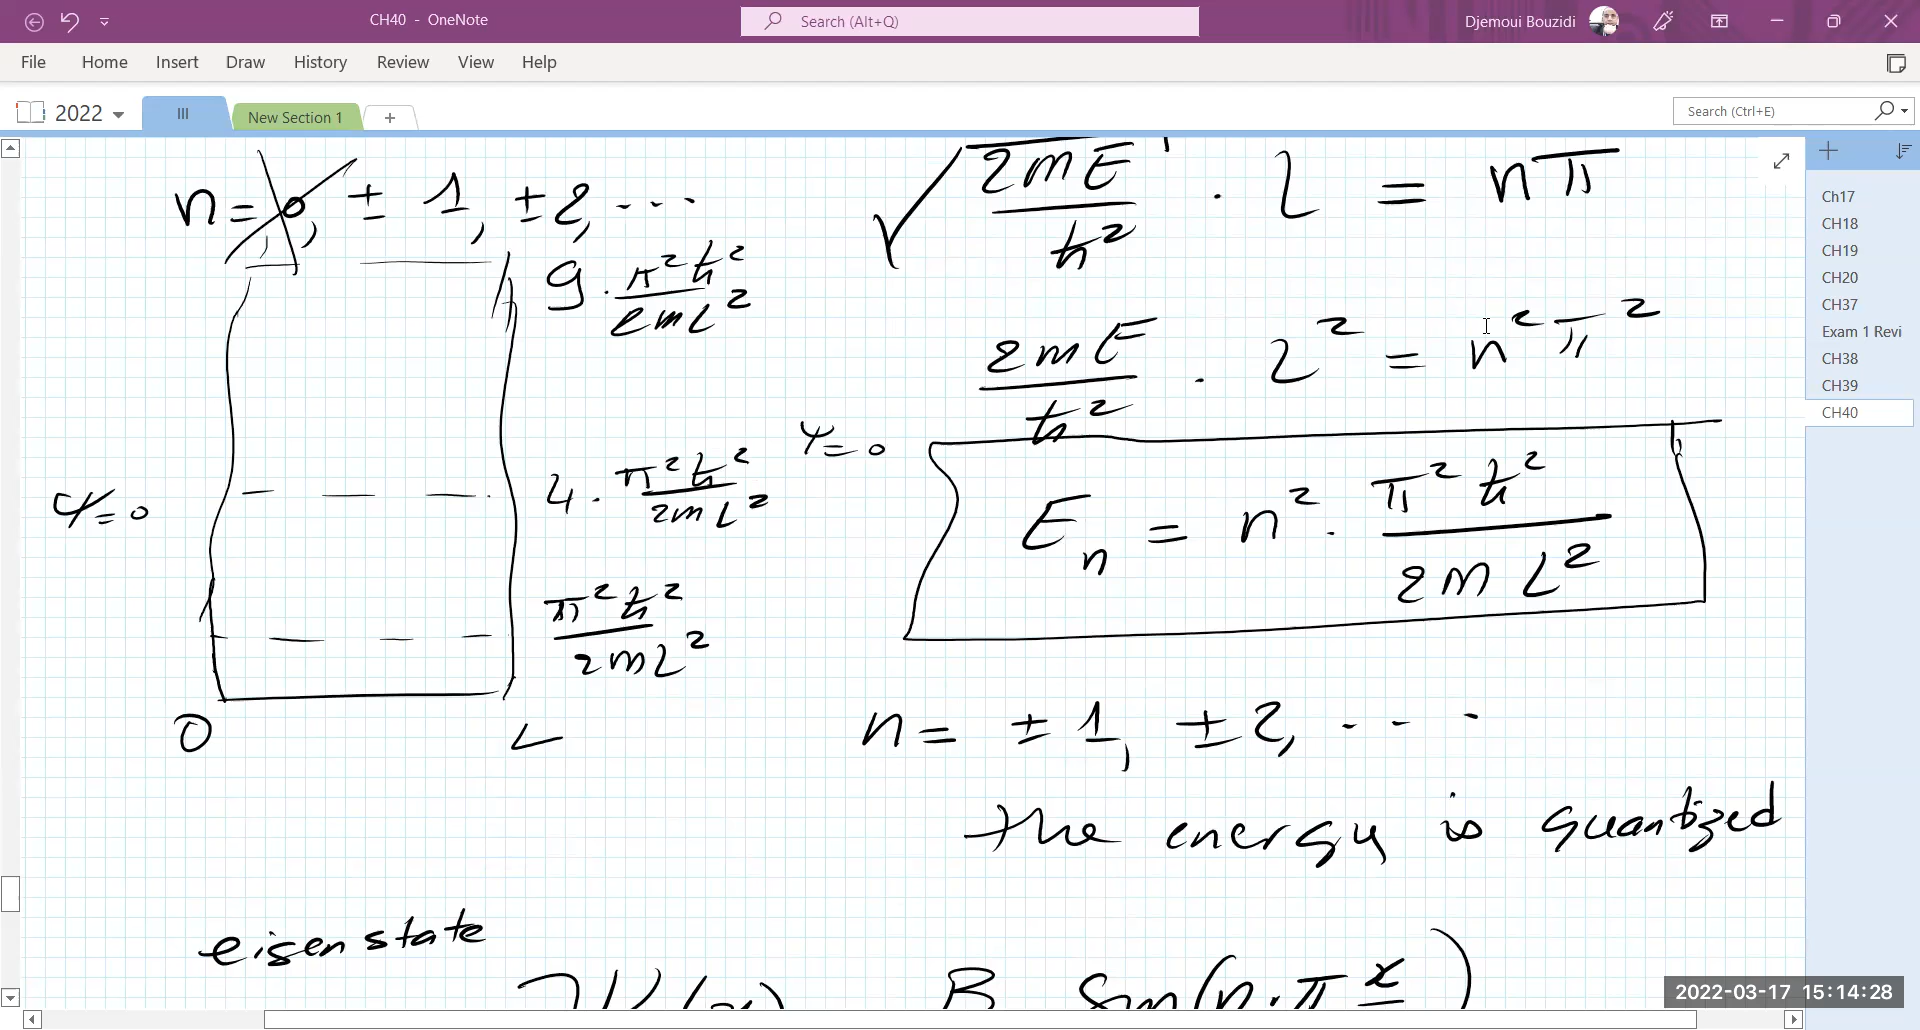 CH40 - OneNote
Search (Alt+Q)
Djemoui Bouzidi
File Home Insert Draw History Review View Help
2022
III
New Section 1
+
Search (Ctrl+E)
Ch17
CH18
CH19
CH20
CH37
Exam 1 Revi
CH38
CH39
CH40
n = 0, ± 1, ± 2, ...
√(2mE/ħ²) · L = nπ
9 · π²ħ²/2mL²
2mE/ħ² · L² = n²π²
ψ=0
4 · π²ħ²/2mL²
ψ=0
E_n = n² · π²ħ²/2mL²
π²ħ²/2mL²
0 L
n = ± 1, ± 2, ...
the energy is quantized
eigenstate
B sin(n·π x
2022-03-17 15:14:28